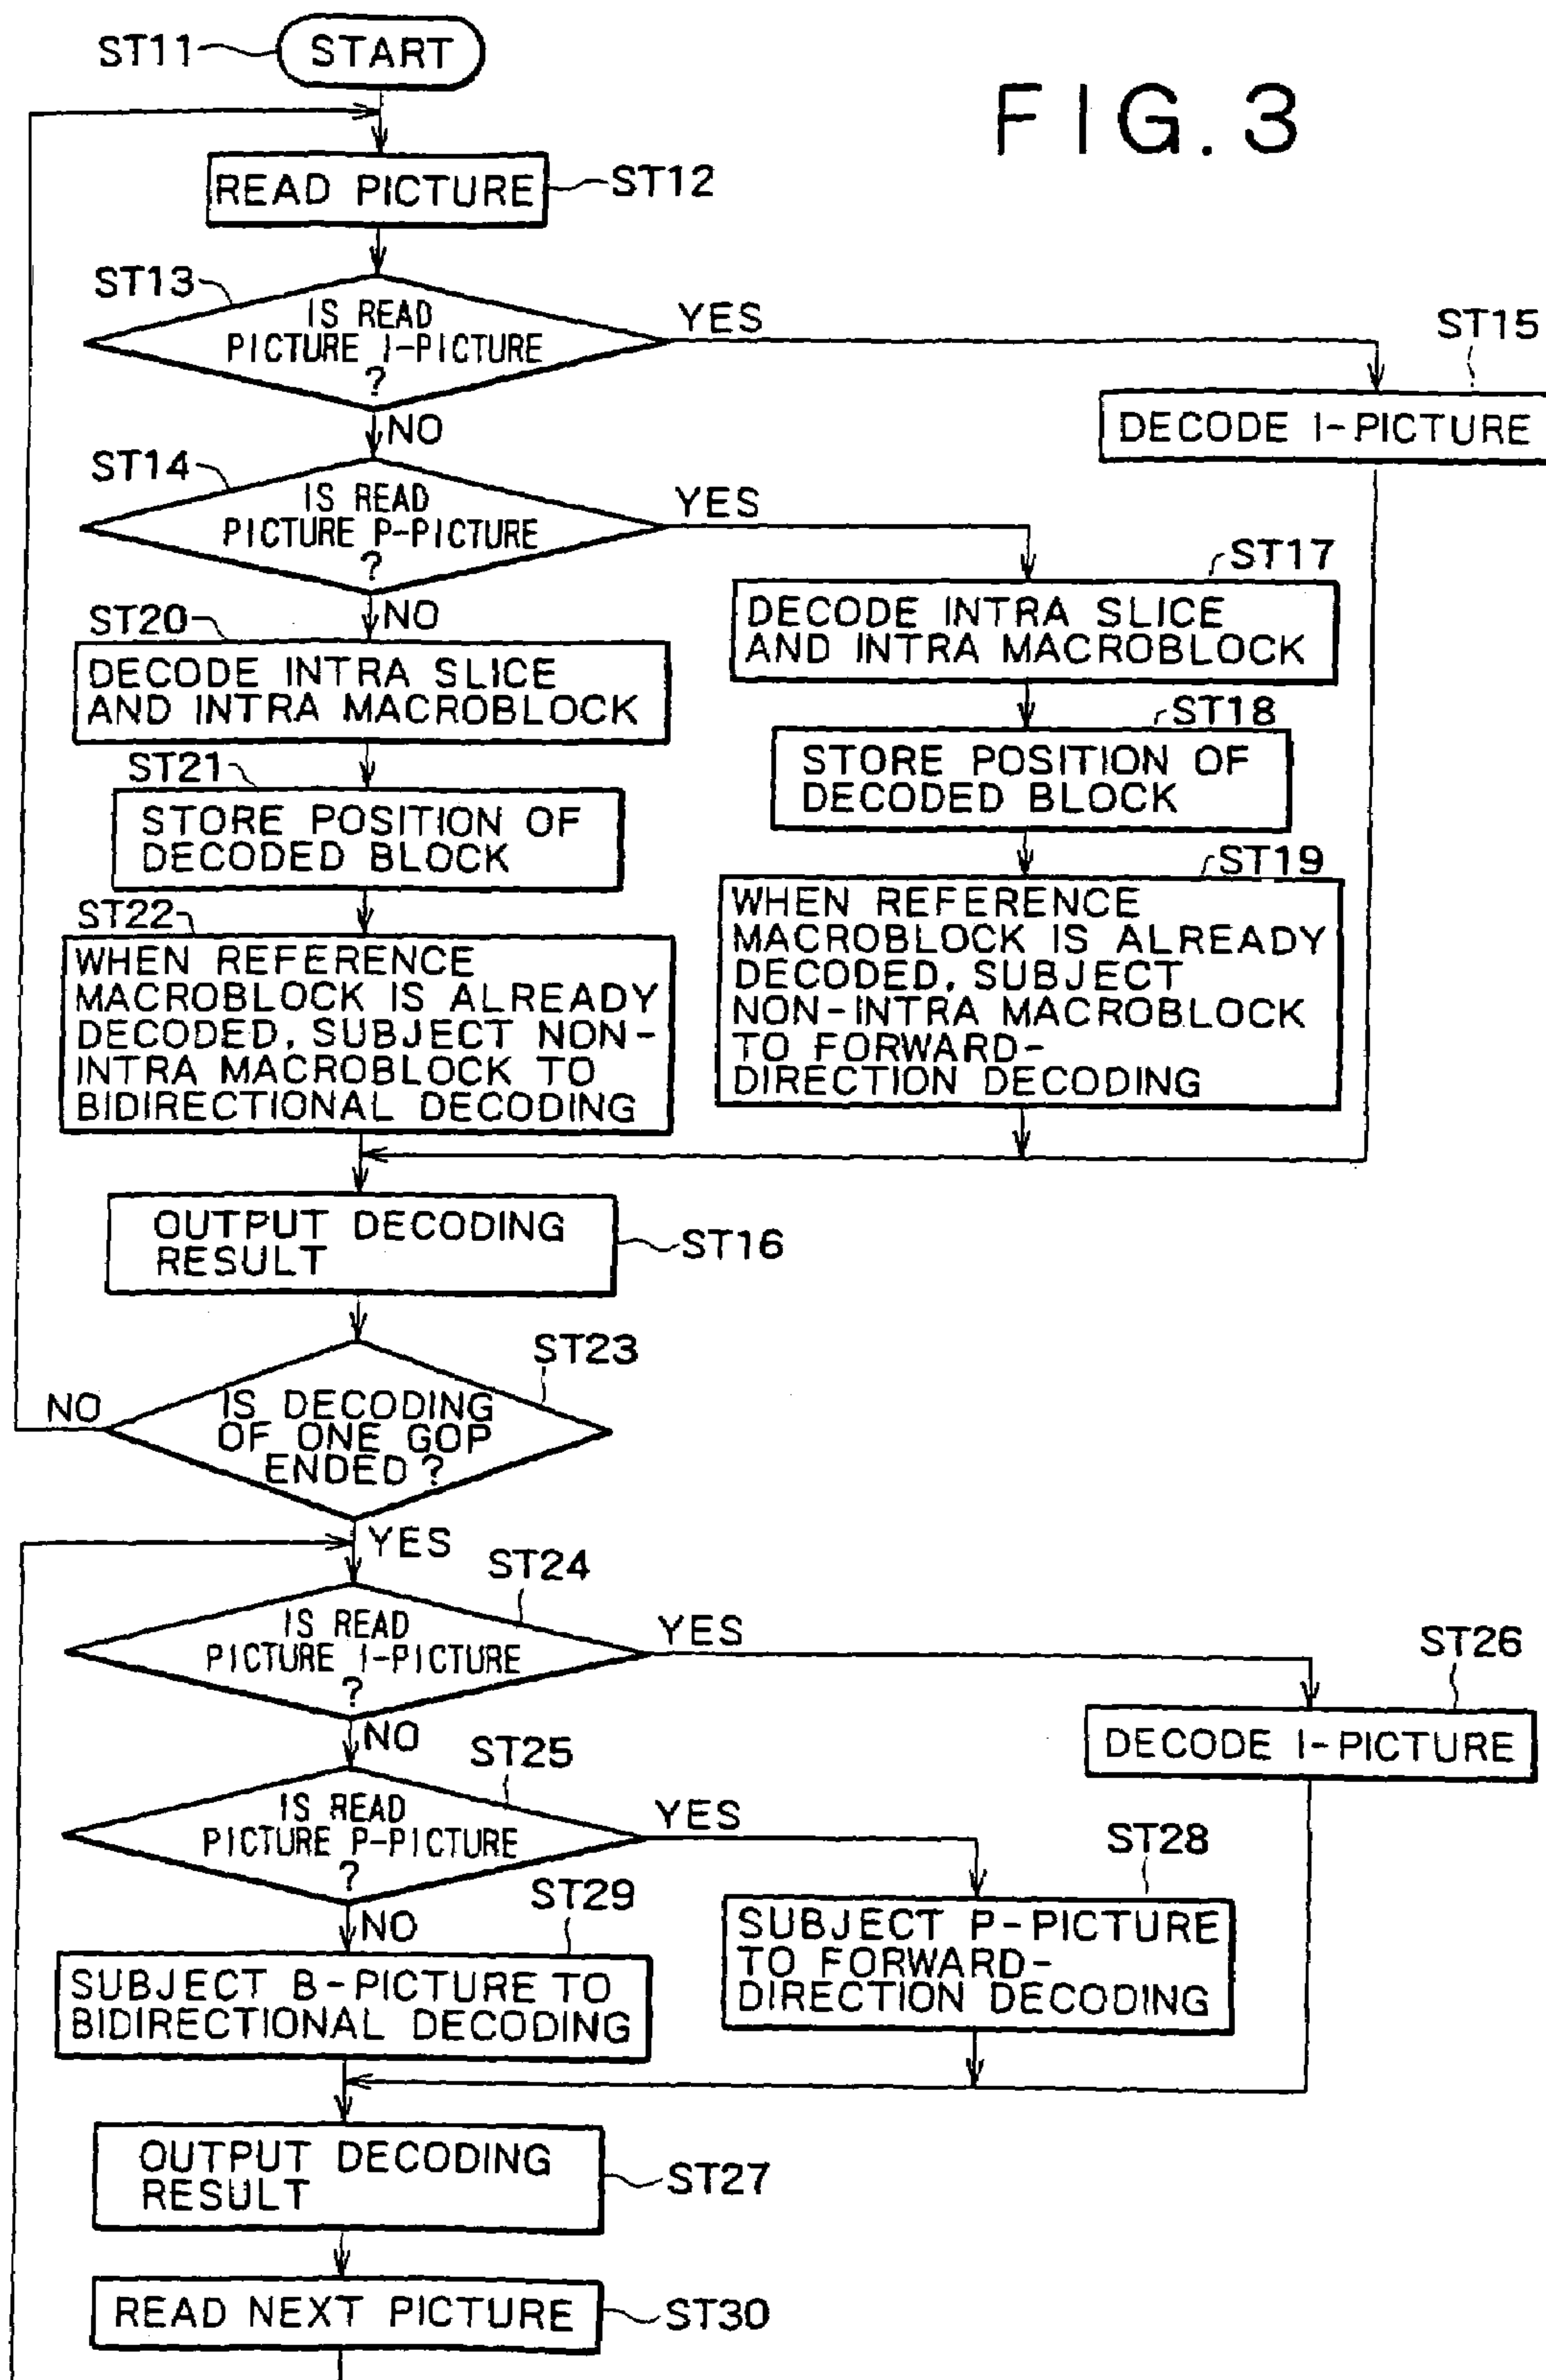 ST11
START
FIG. 3
READ PICTURE
ST12
ST13
IS READ
PICTURE I-PICTURE
?
YES
NO
ST15
DECODE I-PICTURE
ST14
IS READ
PICTURE P-PICTURE
?
YES
NO
ST17
DECODE INTRA SLICE
AND INTRA MACROBLOCK
ST18
STORE POSITION OF
DECODED BLOCK
ST19
WHEN REFERENCE
MACROBLOCK IS ALREADY
DECODED, SUBJECT
NON-INTRA MACROBLOCK
TO FORWARD-
DIRECTION DECODING
ST20
DECODE INTRA SLICE
AND INTRA MACROBLOCK
ST21
STORE POSITION OF
DECODED BLOCK
ST22
WHEN REFERENCE
MACROBLOCK IS ALREADY
DECODED, SUBJECT NON-
INTRA MACROBLOCK TO
BIDIRECTIONAL DECODING
OUTPUT DECODING
RESULT
ST16
ST23
IS DECODING
OF ONE GOP
ENDED?
NO
YES
ST24
IS READ
PICTURE I-PICTURE
?
YES
NO
ST26
DECODE I-PICTURE
ST25
IS READ
PICTURE P-PICTURE
?
YES
NO
ST28
SUBJECT P-PICTURE
TO FORWARD-
DIRECTION DECODING
ST29
SUBJECT B-PICTURE TO
BIDIRECTIONAL DECODING
OUTPUT DECODING
RESULT
ST27
READ NEXT PICTURE
ST30